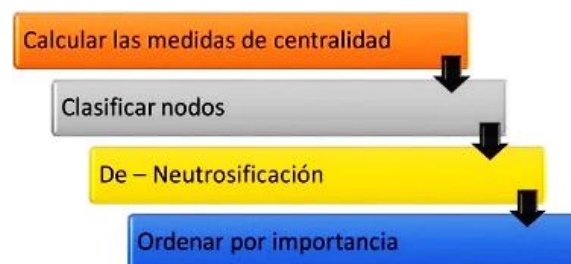 Calcular las medidas de centralidad
Clasificar nodos
De – Neutrosificación
Ordenar por importancia